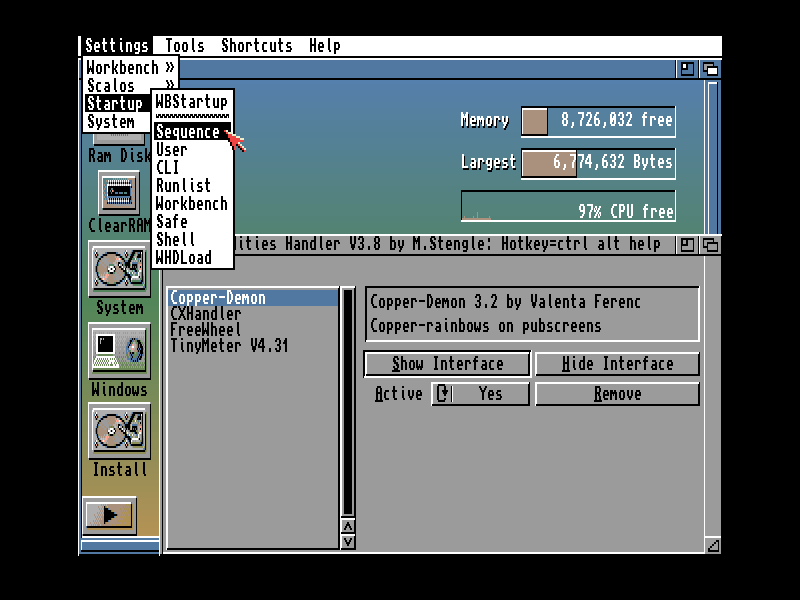 Settings Tools Shortcuts Help
Workbench »
Scalos »
Startup
System
WBStartup
Sequence
User
CLI
Runlist
Workbench
Safe
Shell
WHDLoad
Memory 8,726,032 free
Largest 6,774,632 Bytes
97% CPU free
Ram Disk
ClearRAM
System
Windows
Install
lities Handler V3.8 by M.Stengle: Hotkey=ctrl alt help
Copper-Demon
CXHandler
FreeWheel
TinyMeter V4.31
Copper-Demon 3.2 by Valenta Ferenc
Copper-rainbows on pubscreens
Show Interface
Hide Interface
Active Yes
Remove